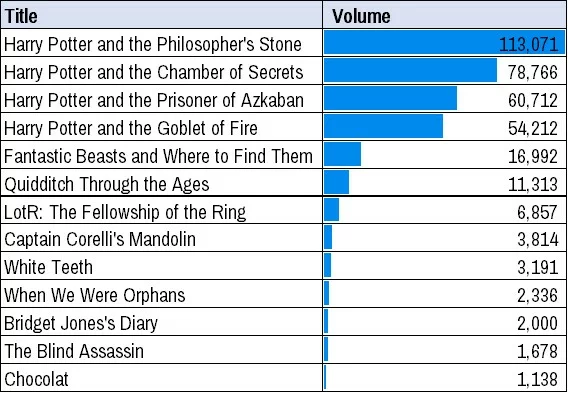 Title Volume
Harry Potter and the Philosopher's Stone 113,071
Harry Potter and the Chamber of Secrets 78,766
Harry Potter and the Prisoner of Azkaban 60,712
Harry Potter and the Goblet of Fire 54,212
Fantastic Beasts and Where to Find Them 16,992
Quidditch Through the Ages 11,313
LotR: The Fellowship of the Ring 6,857
Captain Corelli's Mandolin 3,814
White Teeth 3,191
When We Were Orphans 2,336
Bridget Jones's Diary 2,000
The Blind Assassin 1,678
Chocolat 1,138